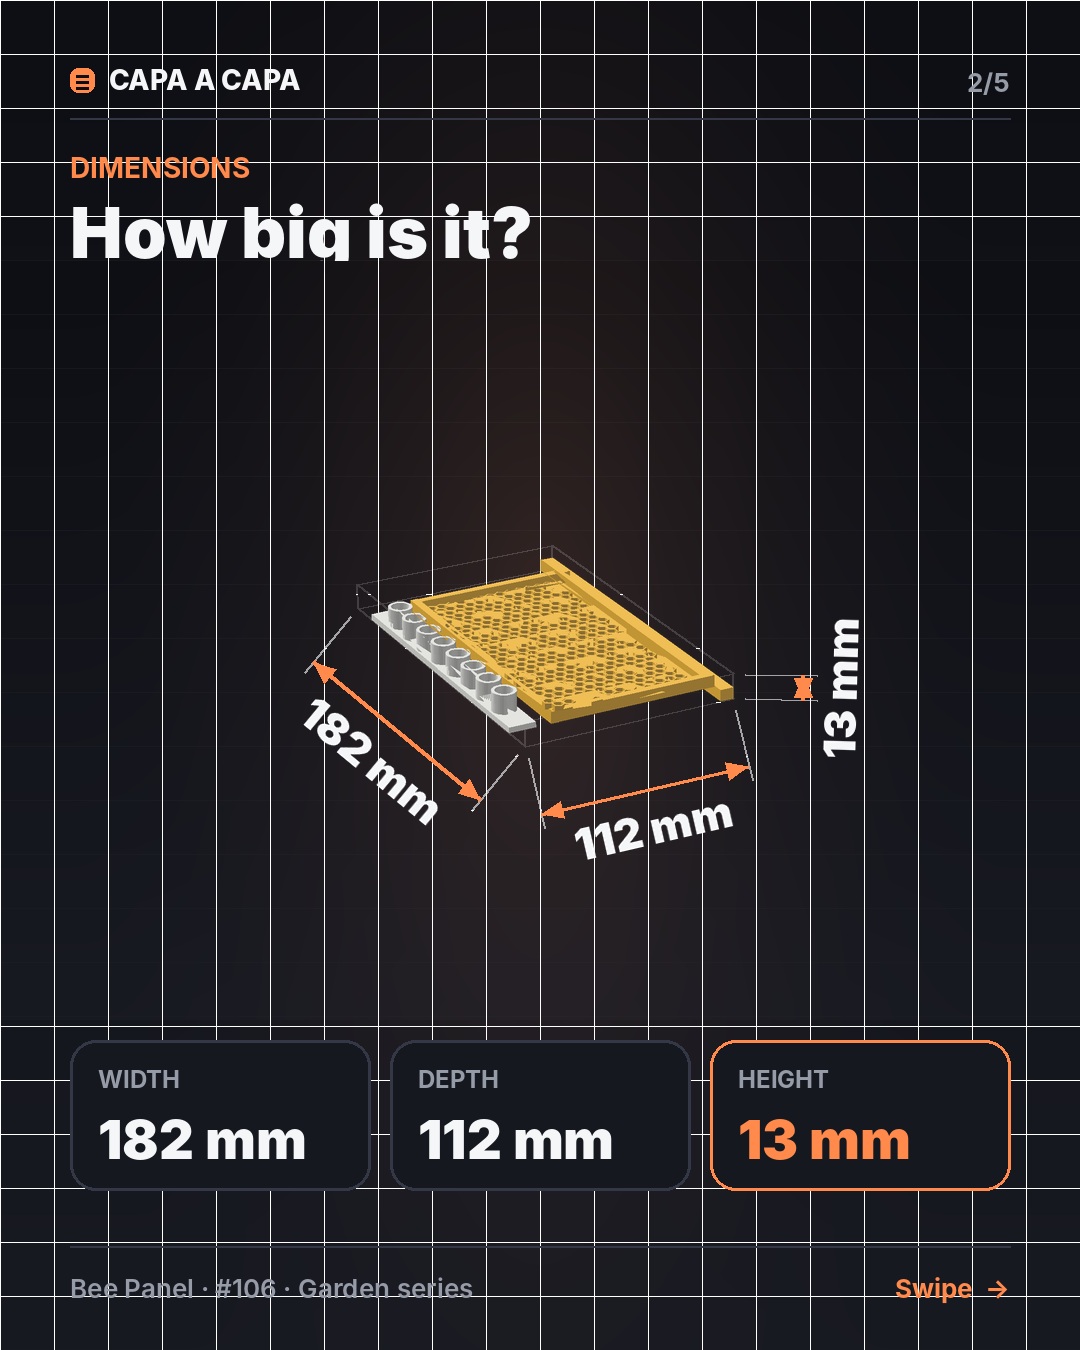 CAPA A CAPA
2/5
DIMENSIONS
How big is it?
13 mm
182 mm
112 mm
WIDTH
182 mm
DEPTH
112 mm
HEIGHT
13 mm
Bee Panel · #106 · Garden series
Swipe →